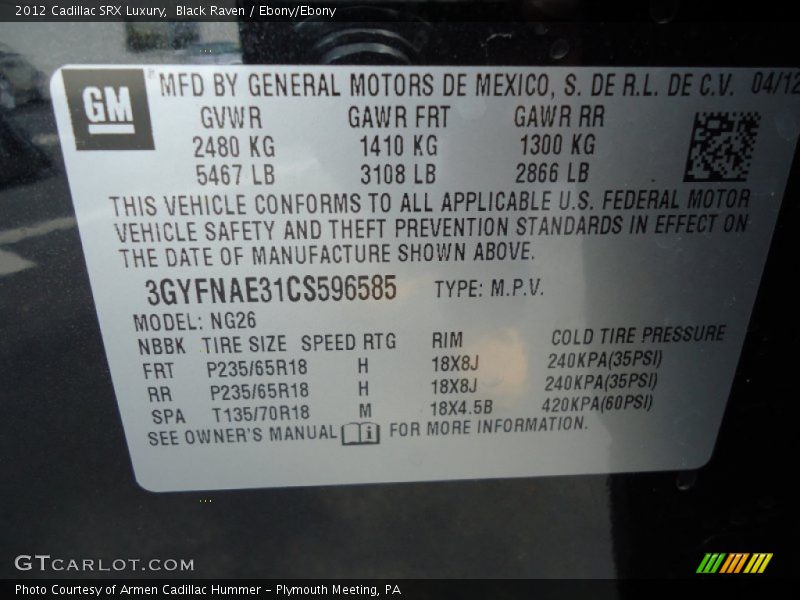 2012 Cadillac SRX Luxury,  Black Raven / Ebony/Ebony
GM MFD BY GENERAL MOTORS DE MEXICO, S. DE R.L. DE C.V. 04/12
GVWR GAWR FRT GAWR RR
2480 KG 1410 KG 1300 KG
5467 LB 3108 LB 2866 LB
THIS VEHICLE CONFORMS TO ALL APPLICABLE U.S. FEDERAL MOTOR
VEHICLE SAFETY AND THEFT PREVENTION STANDARDS IN EFFECT ON
THE DATE OF MANUFACTURE SHOWN ABOVE.
3GYFNAE31CS596585 TYPE: M.P.V.
MODEL: NG26
NBBK TIRE SIZE SPEED RTG RIM COLD TIRE PRESSURE
FRT P235/65R18 H 18X8J 240KPA(35PSI)
RR P235/65R18 H 18X8J 240KPA(35PSI)
SPA T135/70R18 M 18X4.5B 420KPA(60PSI)
SEE OWNER'S MANUAL i FOR MORE INFORMATION.
GTCARLOT.COM
Photo Courtesy of Armen Cadillac Hummer - Plymouth Meeting, PA